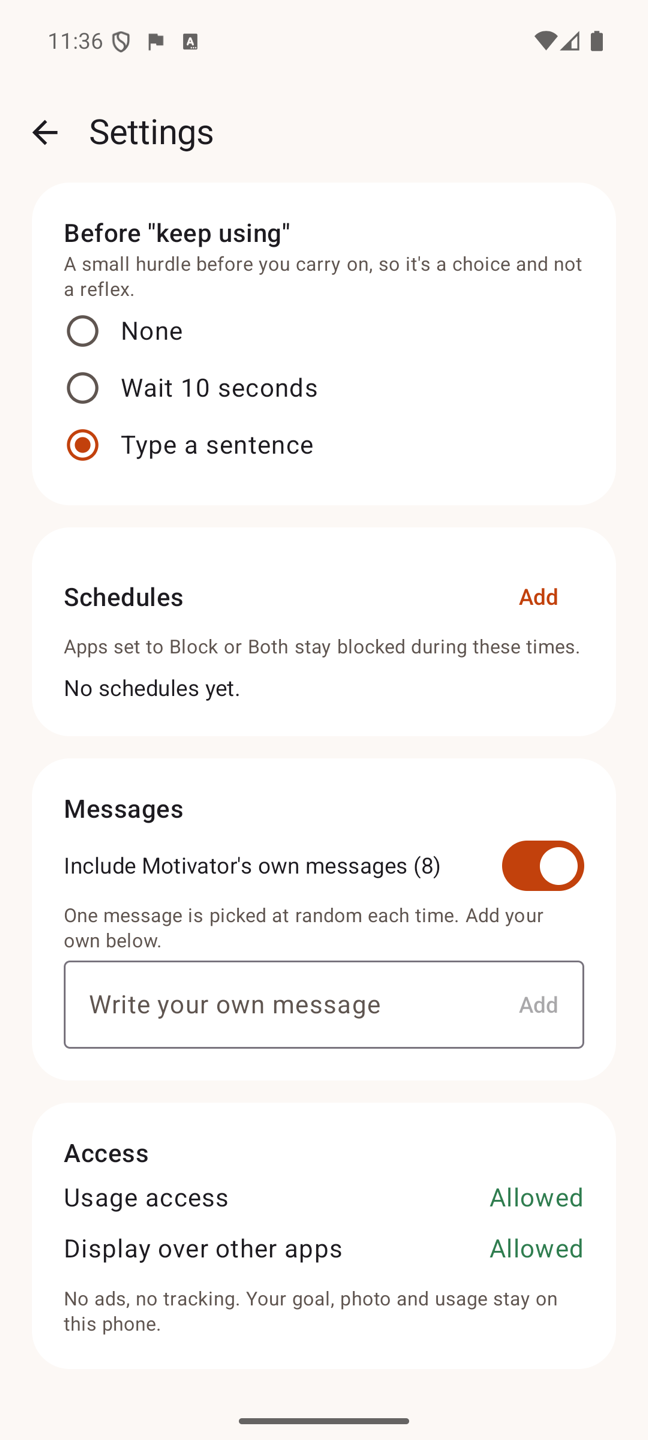 11:36
Settings
Before "keep using"
A small hurdle before you carry on, so it's a choice and not
a reflex.
None
Wait 10 seconds
Type a sentence
Schedules
Add
Apps set to Block or Both stay blocked during these times.
No schedules yet.
Messages
Include Motivator's own messages (8)
One message is picked at random each time. Add your
own below.
Write your own message
Add
Access
Usage access
Allowed
Display over other apps
Allowed
No ads, no tracking. Your goal, photo and usage stay on
this phone.